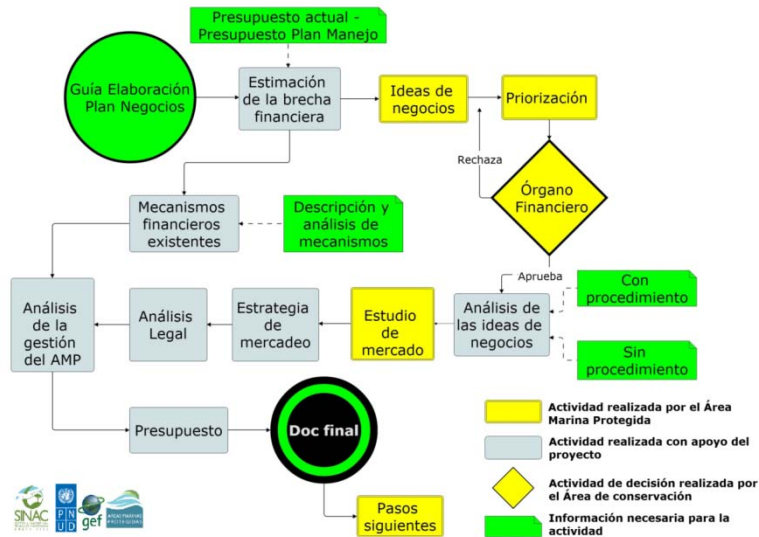 Presupuesto actual -
Presupuesto Plan Manejo
Guía Elaboración
Plan Negocios
Estimación
de la brecha
financiera
Ideas de
negocios
Priorización
Rechaza
Órgano
Financiero
Mecanismos
financieros
existentes
Descripción y
análisis de
mecanismos
Aprueba
Con
procedimiento
Análisis
de la
gestión
del AMP
Análisis
Legal
Estrategia
de
mercadeo
Estudio
de
mercado
Análisis de
las ideas de
negocios
Sin
procedimiento
Presupuesto
Doc final
Pasos
siguientes
Actividad realizada por el Área
Marina Protegida
Actividad realizada con apoyo del
proyecto
Actividad de decisión realizada por
el Área de conservación
Información necesaria para la
actividad
SINAC
P N
U D
gef
AREAS MARINAS
PROTEGIDAS